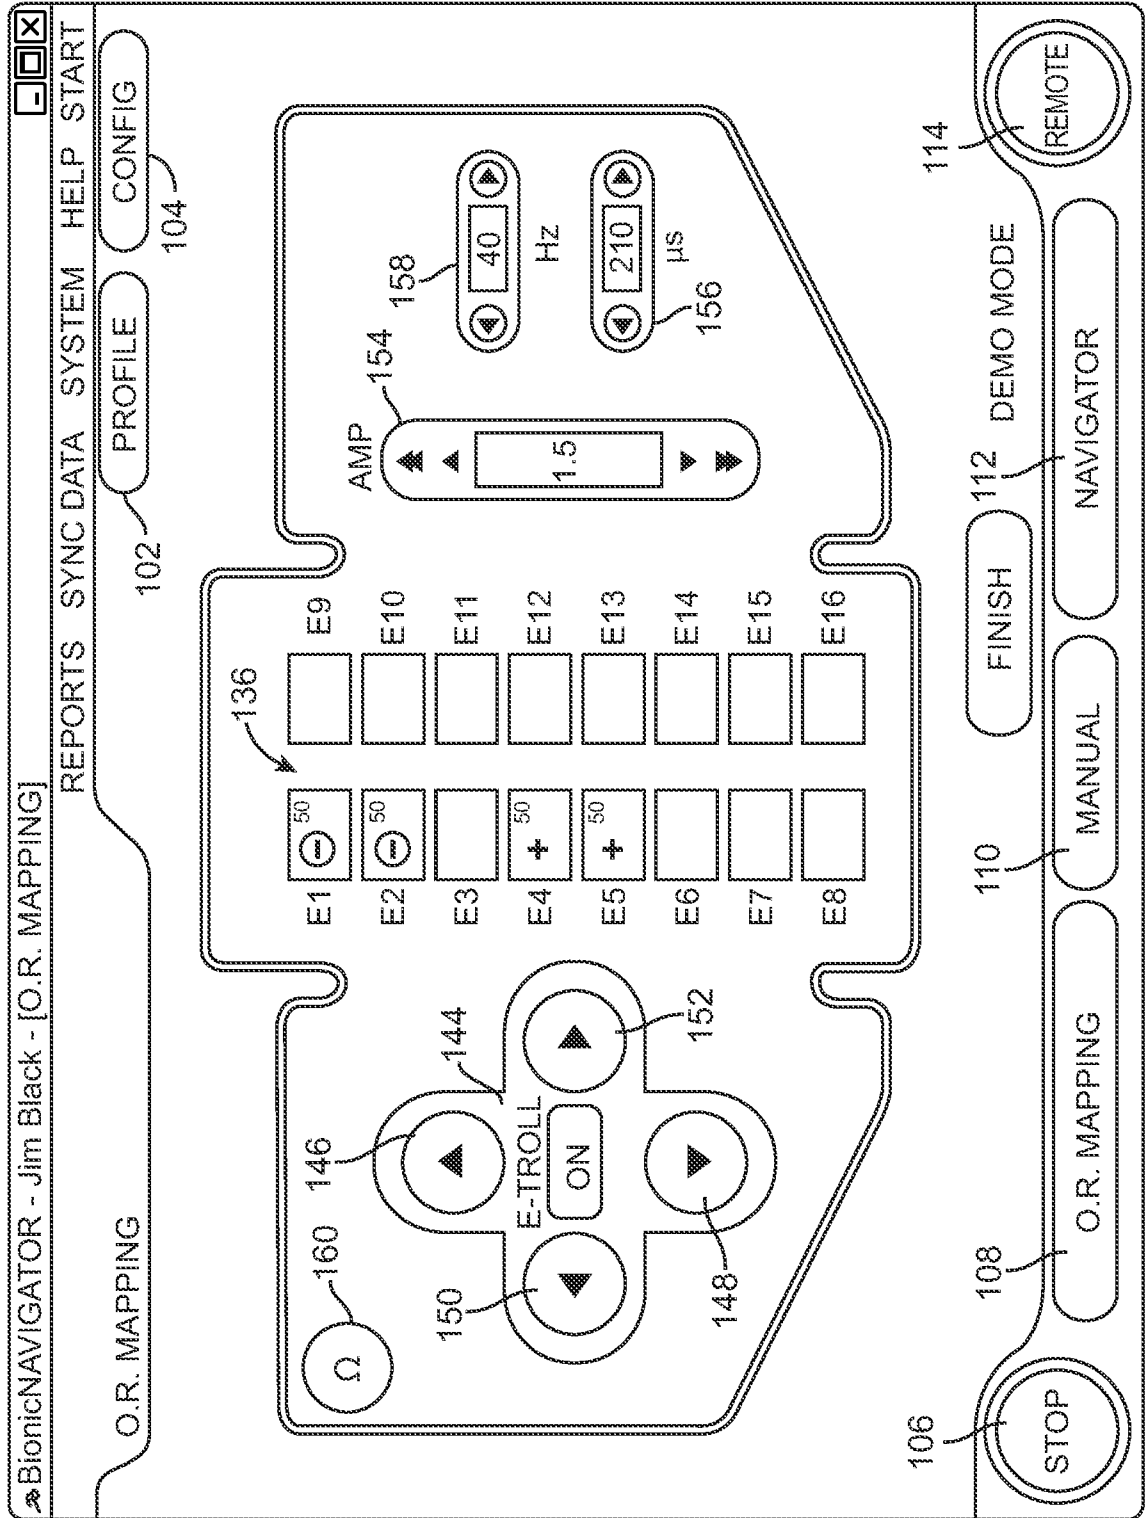 BionicNAVIGATOR - Jim Black - [O.R. MAPPING]
REPORTS SYNC DATA SYSTEM HELP START
O.R. MAPPING
PROFILE
CONFIG
102
104
160
Ω
146
144
150
E-TROLL
ON
152
148
136
E1 - 50
E2 - 50
E3
E4 + 50
E5 + 50
E6
E7
E8
E9
E10
E11
E12
E13
E14
E15
E16
AMP
154
1.5
158
40
Hz
210
µs
156
FINISH
DEMO MODE
106
108
110
112
114
STOP
O.R. MAPPING
MANUAL
NAVIGATOR
REMOTE